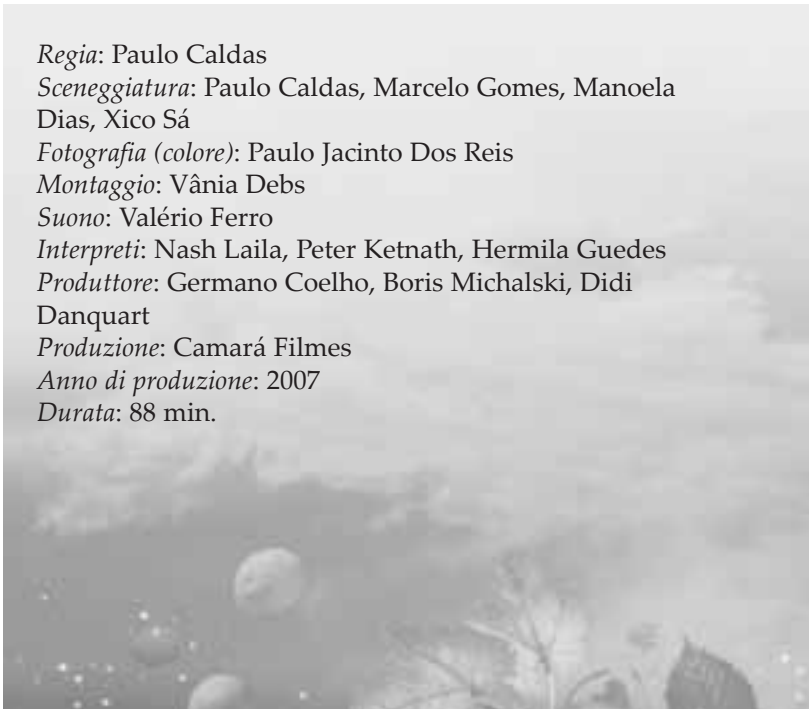 Regia: Paulo Caldas
Sceneggiatura: Paulo Caldas, Marcelo Gomes, Manoela
Dias, Xico Sá
Fotografia (colore): Paulo Jacinto Dos Reis
Montaggio: Vânia Debs
Suono: Valério Ferro
Interpreti: Nash Laila, Peter Ketnath, Hermila Guedes
Produttore: Germano Coelho, Boris Michalski, Didi
Danquart
Produzione: Camará Filmes
Anno di produzione: 2007
Durata: 88 min.